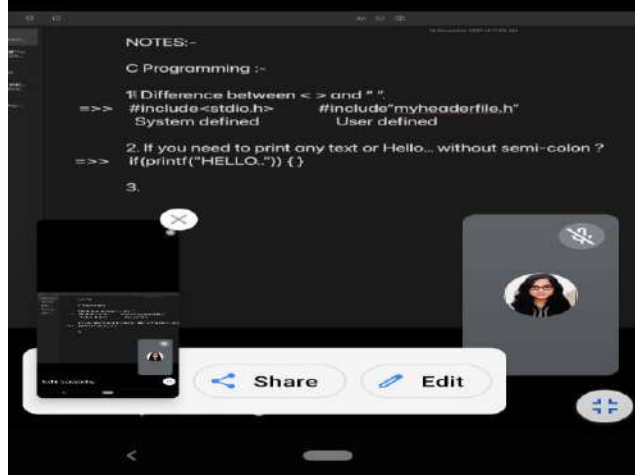 NOTES:-
C Programming :-
1. Difference between < > and " ".
=>> #include<stdio.h> #include"myheaderfile.h"
System defined User defined
2. If you need to print any text or Hello... without semi-colon ?
=>> if(printf("HELLO..")) { }
3.
Share Edit